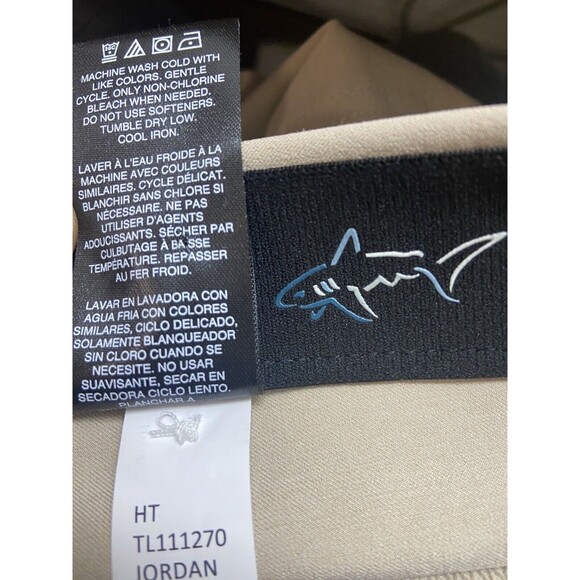 MACHINE WASH COLD WITH
LIKE COLORS. GENTLE
CYCLE. ONLY NON-CHLORINE
BLEACH WHEN NEEDED.
DO NOT USE SOFTENERS.
TUMBLE DRY LOW.
COOL IRON.
LAVER À L'EAU FROIDE À LA
MACHINE AVEC COULEURS
SIMILAIRES. CYCLE DÉLICAT.
BLANCHIR SANS CHLORE SI
NÉCESSAIRE. NE PAS
UTILISER D'AGENTS
ADOUCISSANTS. SÉCHER PAR
CULBUTAGE À BASSE
TEMPÉRATURE. REPASSER
AU FER FROID.
LAVAR EN LAVADORA CON
AGUA FRIA CON COLORES
SIMILARES, CICLO DELICADO,
SOLAMENTE BLANQUEADOR
SIN CLORO CUANDO SE
NECESITE. NO USAR
SUAVISANTE, SECAR EN
SECADORA CICLO LENTO.
PLANCHAR A
HT
TL111270
JORDAN